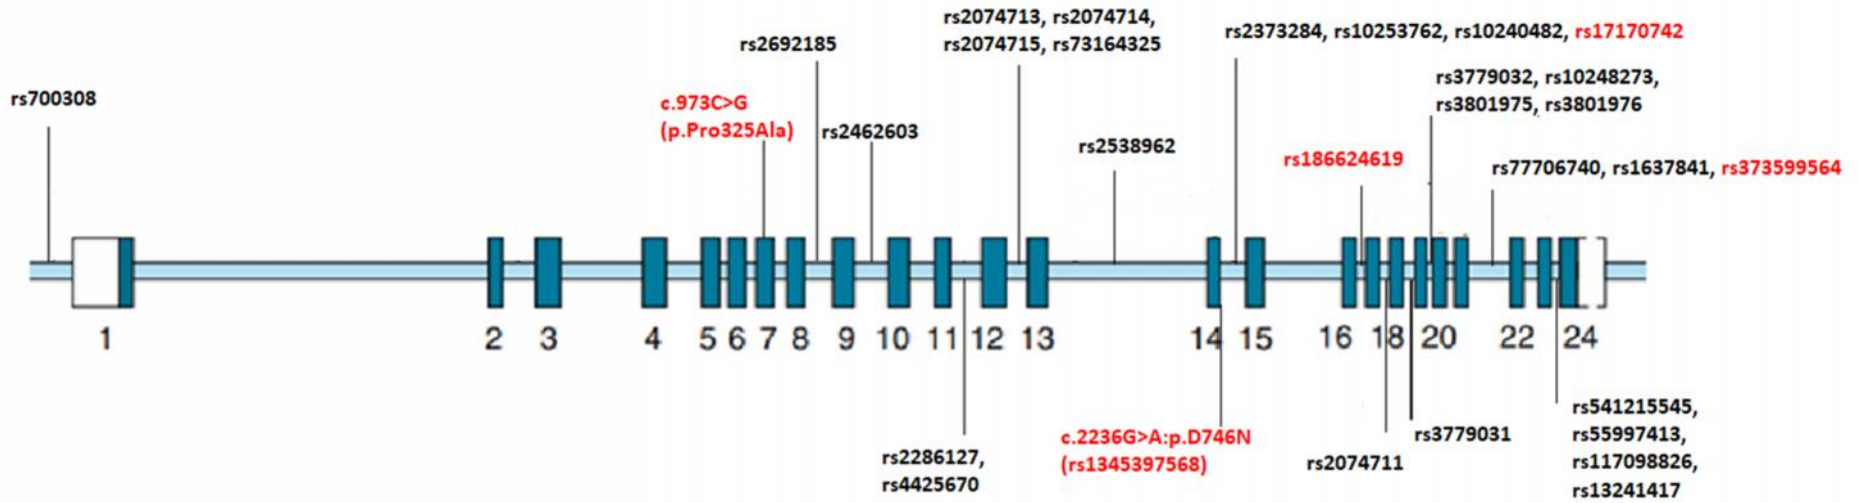 rs2074713, rs2074714,
rs2074715, rs73164325
rs2373284, rs10253762, rs10240482, rs17170742
rs2692185
rs3779032, rs10248273,
rs3801975, rs3801976
rs700308
c.973C>G
(p.Pro325Ala)
rs2462603
rs2538962
rs186624619
rs77706740, rs1637841, rs373599564
1 2 3 4 5 6 7 8 9 10 11 12 13 14 15 16 18 20 22 24
rs2286127,
rs4425670
c.2236G>A:p.D746N
(rs1345397568)
rs2074711
rs3779031
rs541215545,
rs55997413,
rs117098826,
rs13241417